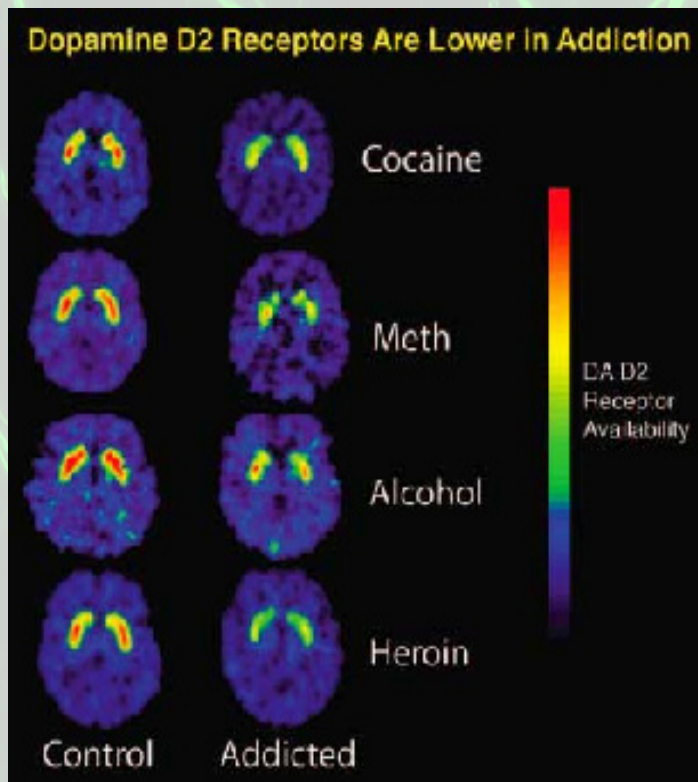 Dopamine D2 Receptors Are Lower in Addiction
Cocaine
Meth
DA D2
Receptor
Availability
Alcohol
Heroin
Control Addicted